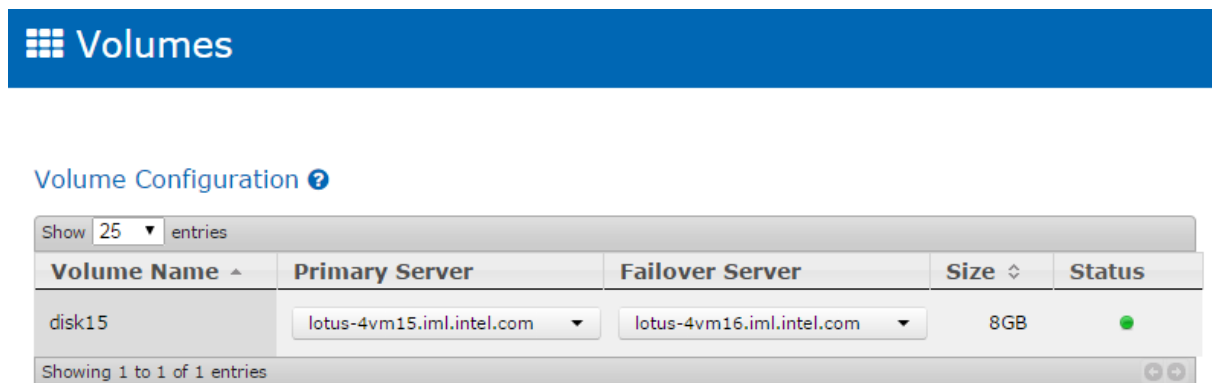 Volumes
Volume Configuration
Show 25 entries
Volume Name Primary Server Failover Server Size Status
disk15 lotus-4vm15.iml.intel.com lotus-4vm16.iml.intel.com 8GB
Showing 1 to 1 of 1 entries